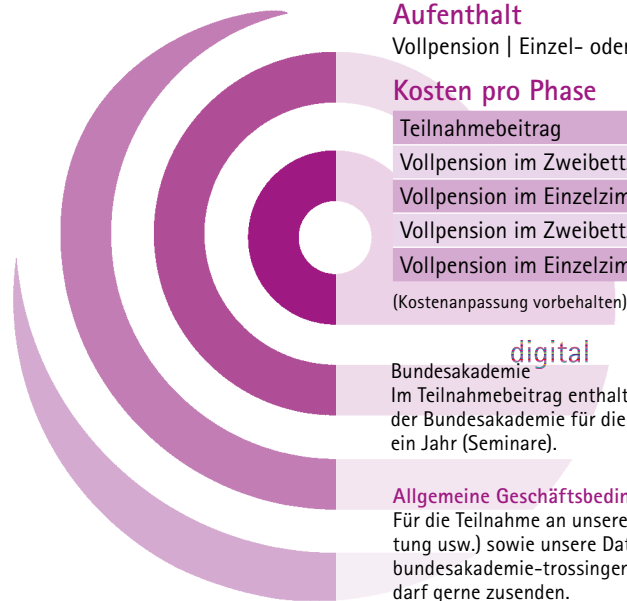 Aufenthalt
Vollpension | Einzel- oder
Kosten pro Phase
Teilnahmebeitrag
Vollpension im Zweibett
Vollpension im Einzelzim
Vollpension im Zweibett
Vollpension im Einzelzim
(Kostenanpassung vorbehalten)
digital
Bundesakademie
Im Teilnahmebeitrag enthalt
der Bundesakademie für die
ein Jahr (Seminare).
Allgemeine Geschäftsbedin
Für die Teilnahme an unsere
tung usw.) sowie unsere Dat
bundesakademie-trossingen
darf gerne zusenden.